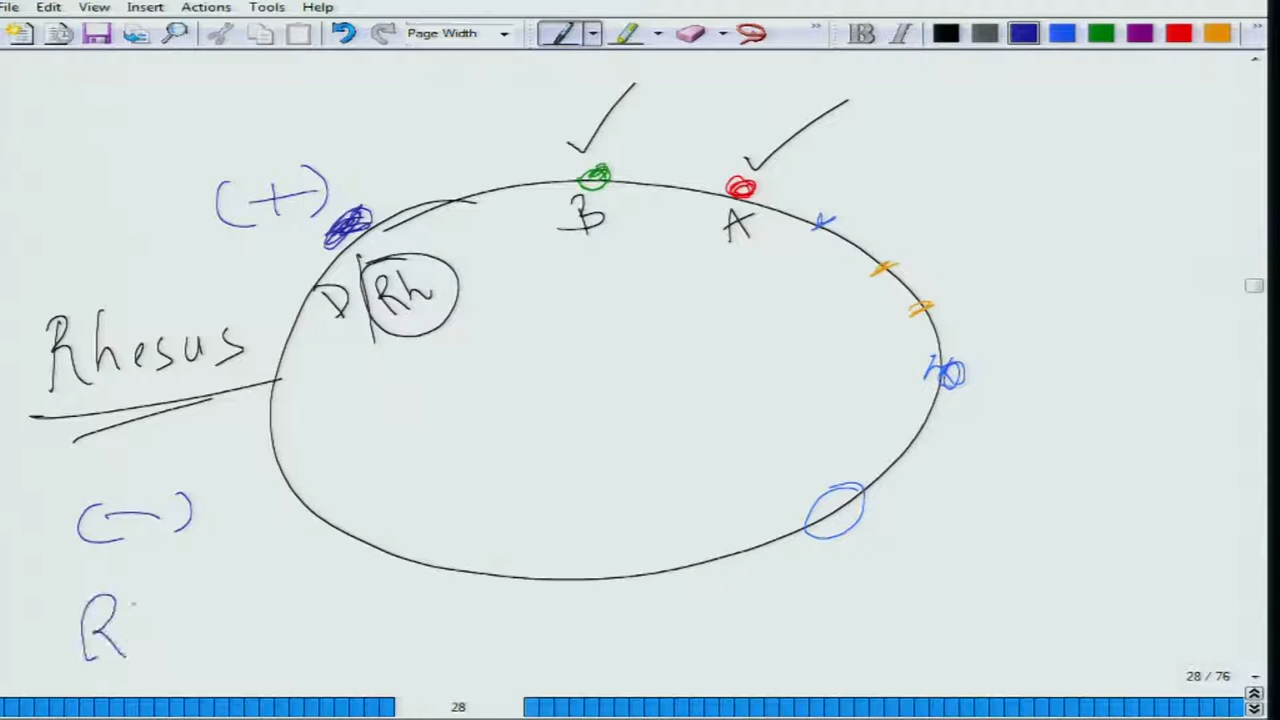 File Edit View Insert Actions Tools Help
Page Width
B I
(+)
B
A
D Rh
Rhesus
(-)
R
28 / 76
28